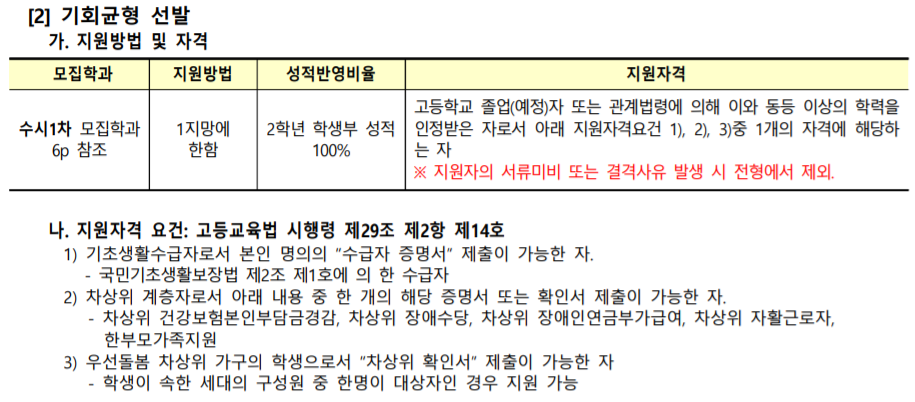 [2] 기회균형 선발
가. 지원방법 및 자격
모집학과 지원방법 성적반영비율 지원자격
수시1차 모집학과
6p 참조
1지망에
한함
2학년 학생부 성적
100%
고등학교 졸업(예정)자 또는 관계법령에 의해 이와 동등 이상의 학력을
인정받은 자로서 아래 지원자격요건 1), 2), 3)중 1개의 자격에 해당하
는 자
※ 지원자의 서류미비 또는 결격사유 발생 시 전형에서 제외.
나. 지원자격 요건: 고등교육법 시행령 제29조 제2항 제14호
1) 기초생활수급자로서 본인 명의의 “수급자 증명서” 제출이 가능한 자.
- 국민기초생활보장법 제2조 제1호에 의 한 수급자
2) 차상위 계층자로서 아래 내용 중 한 개의 해당 증명서 또는 확인서 제출이 가능한 자.
- 차상위 건강보험본인부담금경감, 차상위 장애수당, 차상위 장애인연금부가급여, 차상위 자활근로자,
한부모가족지원
3) 우선돌봄 차상위 가구의 학생으로서 “차상위 확인서” 제출이 가능한 자
- 학생이 속한 세대의 구성원 중 한명이 대상자인 경우 지원 가능